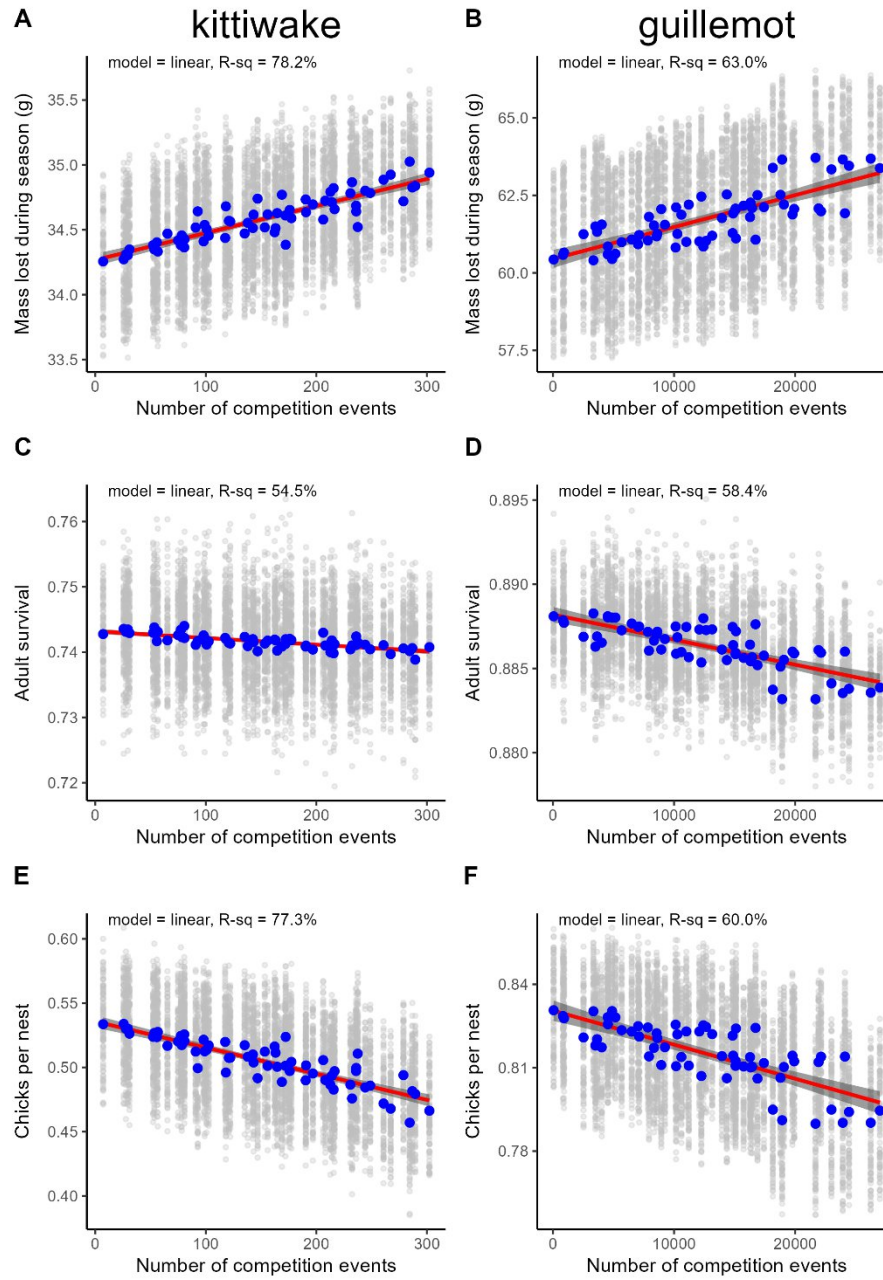 A kittiwake
B guillemot
model = linear, R-sq = 78.2%
35.5
35.0
34.5
34.0
33.5
Mass lost during season (g)
0 100 200 300
Number of competition events
model = linear, R-sq = 63.0%
65.0
62.5
60.0
57.5
Mass lost during season (g)
0 10000 20000
Number of competition events
C
model = linear, R-sq = 54.5%
0.76
0.75
0.74
0.73
0.72
Adult survival
0 100 200 300
Number of competition events
D
model = linear, R-sq = 58.4%
0.895
0.890
0.885
0.880
Adult survival
0 10000 20000
Number of competition events
E
model = linear, R-sq = 77.3%
0.60
0.55
0.50
0.45
0.40
Chicks per nest
0 100 200 300
Number of competition events
F
model = linear, R-sq = 60.0%
0.84
0.81
0.78
Chicks per nest
0 10000 20000
Number of competition events